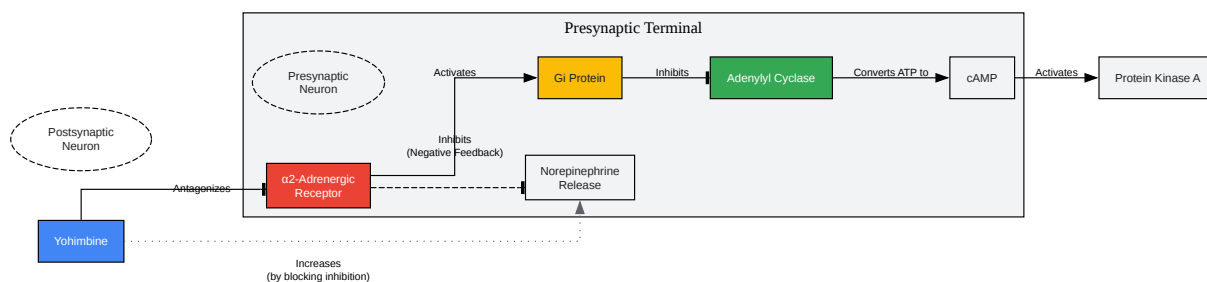 Presynaptic Terminal
Presynaptic
Neuron
Activates
Gi Protein
Inhibits
Adenylyl Cyclase
Converts ATP to
cAMP
Activates
Protein Kinase A
Postsynaptic
Neuron
Inhibits
(Negative Feedback)
Antagonizes
α2-Adrenergic
Receptor
Norepinephrine
Release
Yohimbine
Increases
(by blocking inhibition)